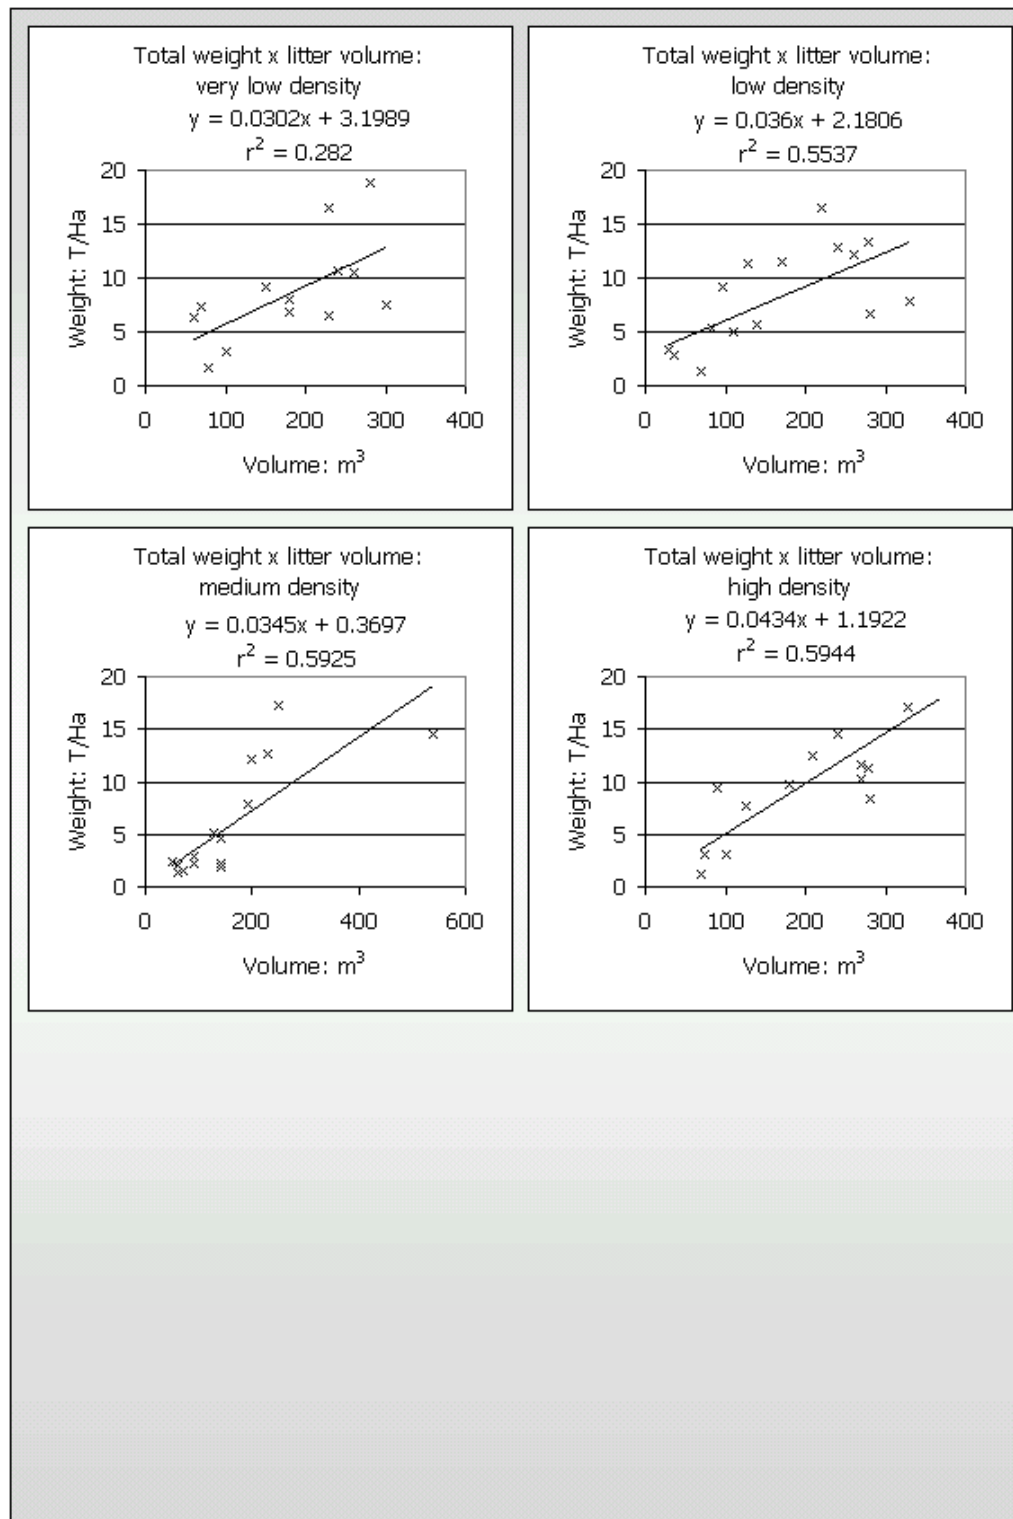 Total weight x litter volume:
very low density
y = 0.0302x + 3.1989
r² = 0.282
20
15
10
5
0
Weight: T/Ha
0 100 200 300 400
Volume: m³
Total weight x litter volume:
low density
y = 0.036x + 2.1806
r² = 0.5537
20
15
10
5
0
Weight: T/Ha
0 100 200 300 400
Volume: m³
Total weight x litter volume:
medium density
y = 0.0345x + 0.3697
r² = 0.5925
20
15
10
5
0
Weight: T/Ha
0 200 400 600
Volume: m³
Total weight x litter volume:
high density
y = 0.0434x + 1.1922
r² = 0.5944
20
15
10
5
0
Weight: T/Ha
0 100 200 300 400
Volume: m³